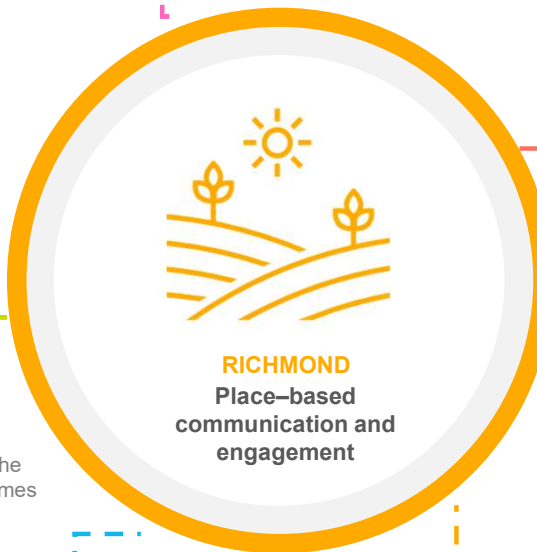 RICHMOND
Place–based
communication and
engagement
he
mes